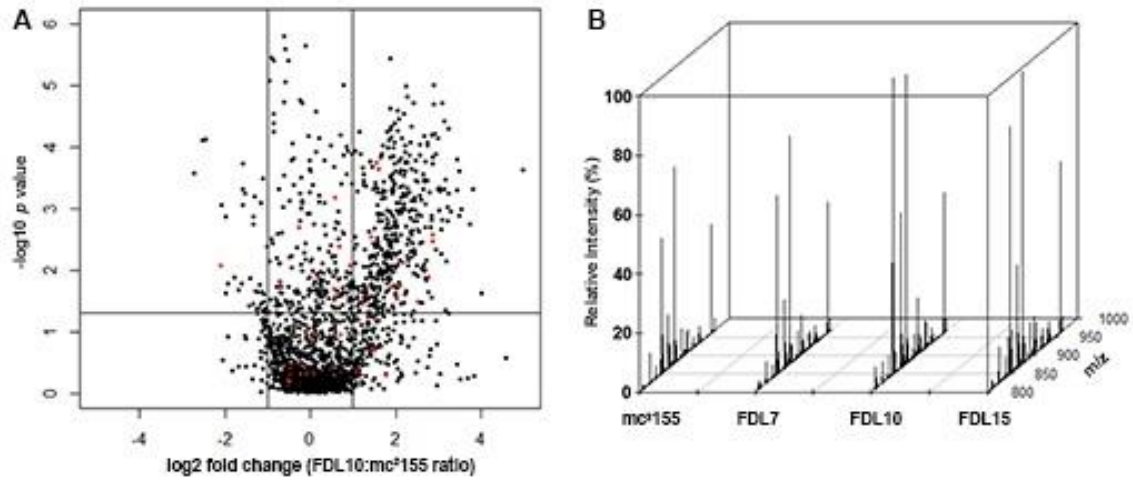 A
6
5
4
3
2
1
0
-log10 p value
-4 -2 0 2 4
log2 fold change (FDL10:mc²155 ratio)
B
100
80
60
40
20
0
Relative Intensity (%)
mc²155 FDL7 FDL10 FDL15
800
850
900
950
1000
m/z